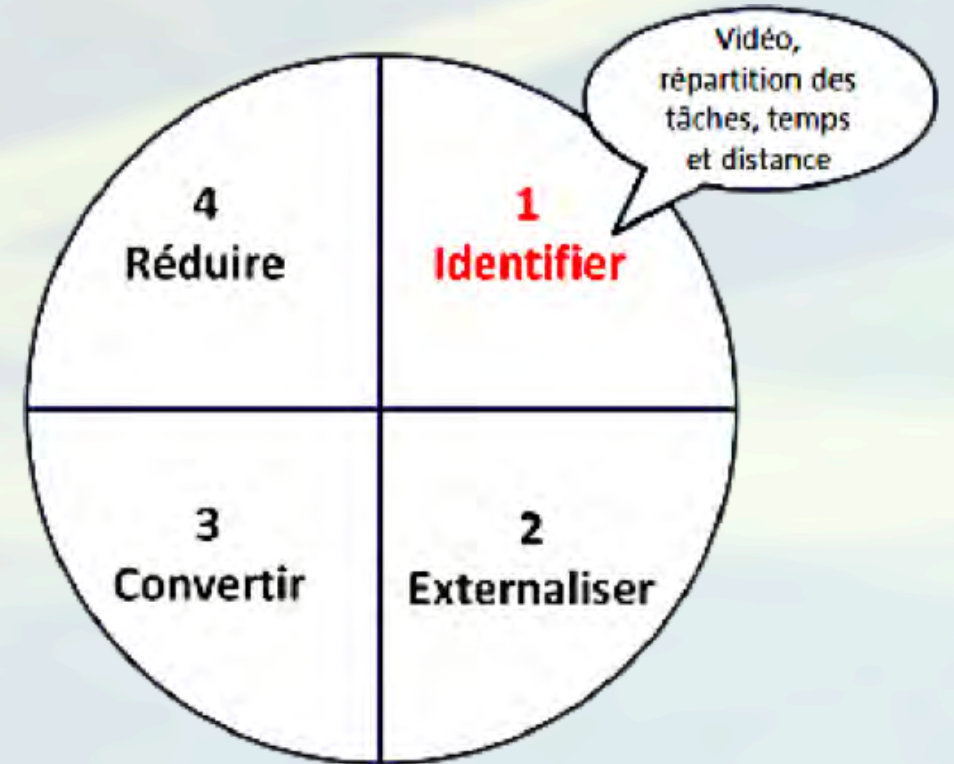 Vidéo,
répartition des
tâches, temps
et distance
1
Identifier
2
Externaliser
3
Convertir
4
Réduire